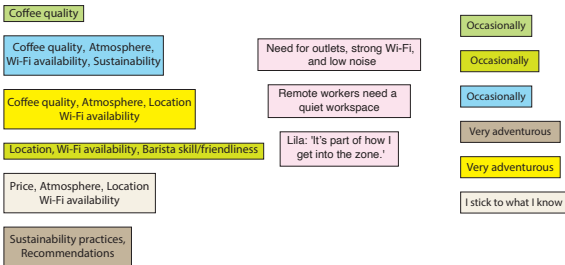 Coffee quality
Coffee quality, Atmosphere,
Wi-Fi availability, Sustainability
Coffee quality, Atmosphere, Location
Wi-Fi availability
Location, Wi-Fi availability, Barista skill/friendliness
Price, Atmosphere, Location
Wi-Fi availability
Sustainability practices,
Recommendations
Need for outlets, strong Wi-Fi,
and low noise
Remote workers need a
quiet workspace
Lila: 'It's part of how I
get into the zone.'
Occasionally
Occasionally
Occasionally
Very adventurous
Very adventurous
I stick to what I know